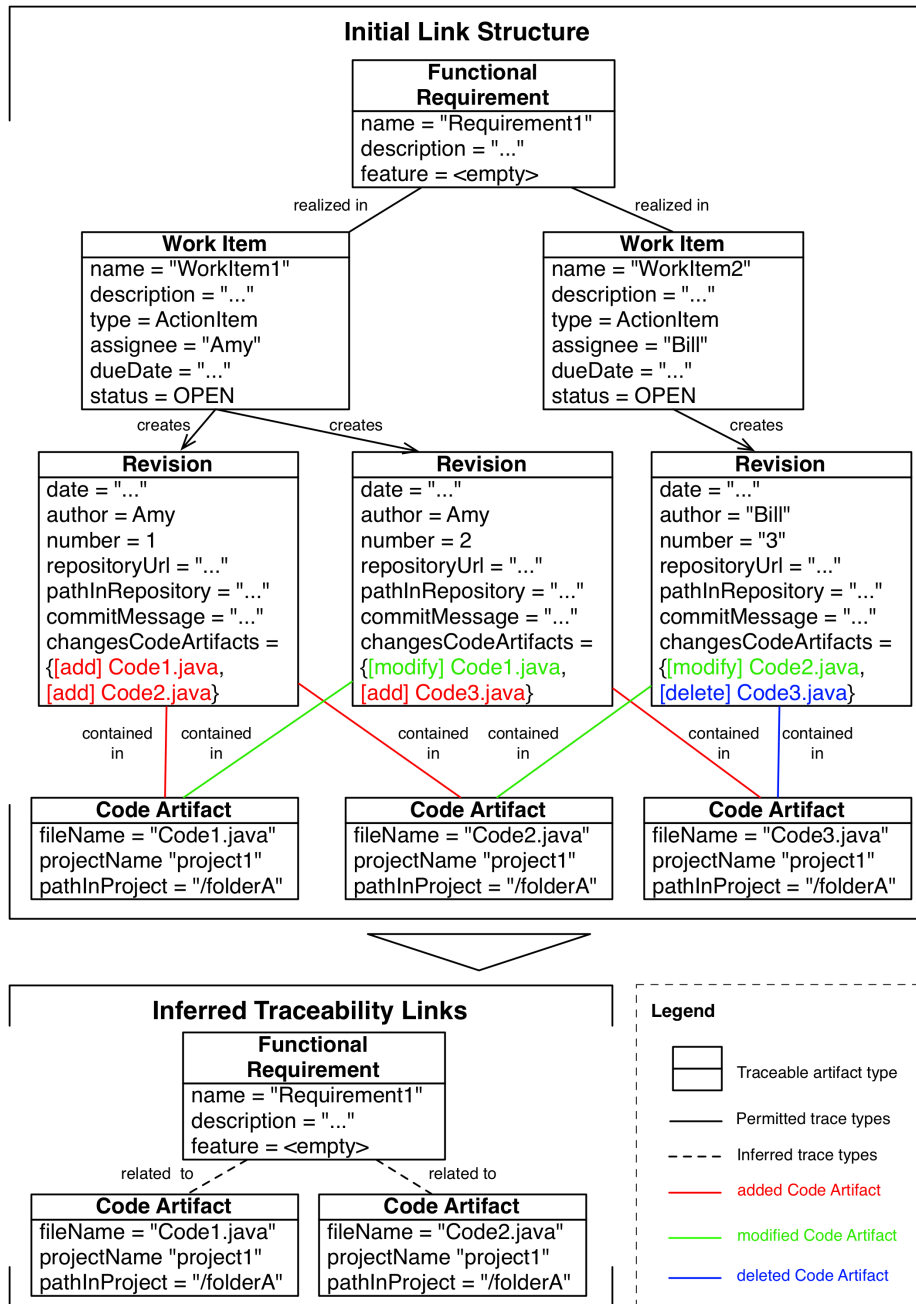 Initial Link Structure
Functional
Requirement
name = "Requirement1"
description = "..."
feature = <empty>
realized in
realized in
Work Item
name = "WorkItem1"
description = "..."
type = ActionItem
assignee = "Amy"
dueDate = "..."
status = OPEN
Work Item
name = "WorkItem2"
description = "..."
type = ActionItem
assignee = "Bill"
dueDate = "..."
status = OPEN
creates
creates
creates
Revision
date = "..."
author = Amy
number = 1
repositoryUrl = "..."
pathInRepository = "..."
commitMessage = "..."
changesCodeArtifacts =
{[add] Code1.java,
[add] Code2.java}
Revision
date = "..."
author = Amy
number = 2
repositoryUrl = "..."
pathInRepository = "..."
commitMessage = "..."
changesCodeArtifacts =
{[modify] Code1.java,
[add] Code3.java}
Revision
date = "..."
author = "Bill"
number = "3"
repositoryUrl = "..."
pathInRepository = "..."
commitMessage = "..."
changesCodeArtifacts =
{[modify] Code2.java,
[delete] Code3.java}
contained
in
contained
in
contained
in
contained
in
contained
in
contained
in
Code Artifact
fileName = "Code1.java"
projectName "project1"
pathInProject = "/folderA"
Code Artifact
fileName = "Code2.java"
projectName "project1"
pathInProject = "/folderA"
Code Artifact
fileName = "Code3.java"
projectName "project1"
pathInProject = "/folderA"
Inferred Traceability Links
Functional
Requirement
name = "Requirement1"
description = "..."
feature = <empty>
related to
related to
Code Artifact
fileName = "Code1.java"
projectName "project1"
pathInProject = "/folderA"
Code Artifact
fileName = "Code2.java"
projectName "project1"
pathInProject = "/folderA"
Legend
Traceable artifact type
Permitted trace types
Inferred trace types
added Code Artifact
modified Code Artifact
deleted Code Artifact